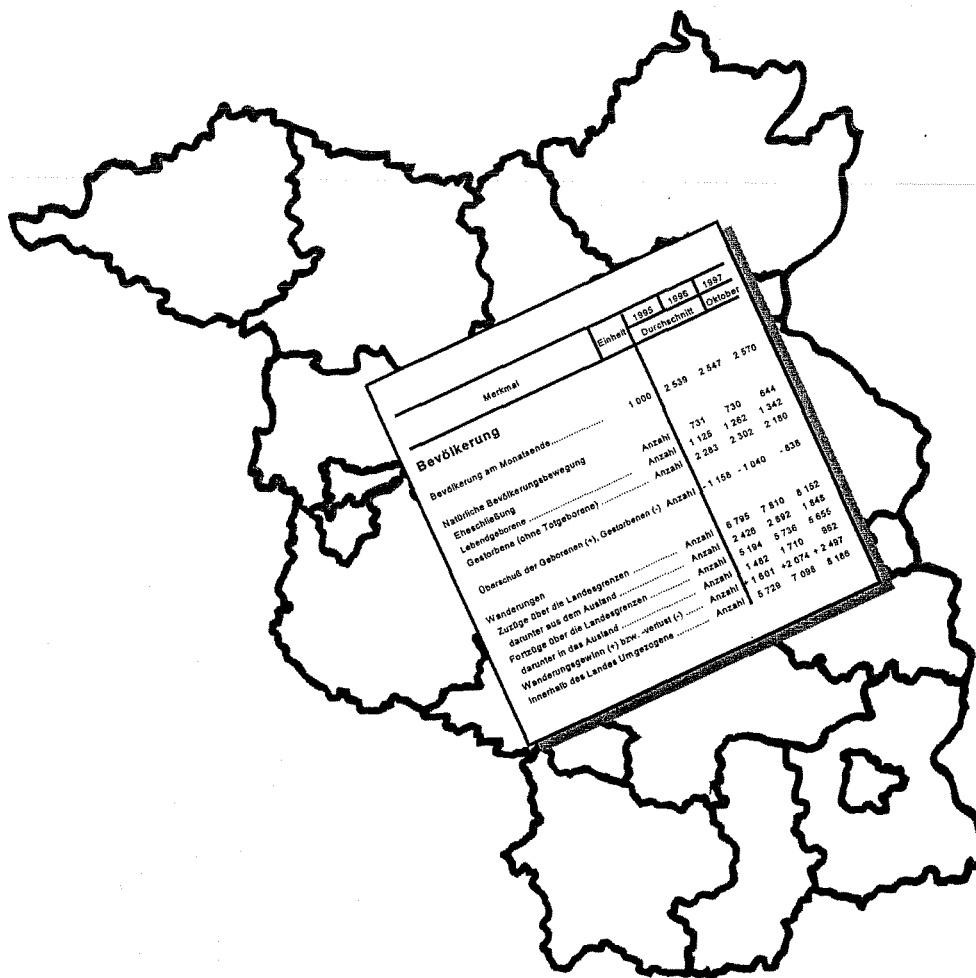 Merkmal Einheit 1995 1996 1997
Durchschnitt Oktober
Bevölkerung
Bevölkerung am Monatsende.................... 1 000 2 539 2 547 2 570
Natürliche Bevölkerungsbewegung
Eheschließung .................... Anzahl 731 730 644
Lebendgeborene .................... Anzahl 1 125 1 262 1 342
Gestorbene (ohne Totgeborene) .................... Anzahl 2 283 2 302 2 180
Überschuß der Geborenen (+), Gestorbenen (-) Anzahl - 1 158 - 1 040 - 838
Wanderungen
Zuzüge über die Landesgrenzen .................... Anzahl 6 795 7 810 8 152
darunter aus dem Ausland .................... Anzahl 2 426 2 892 1 848
Fortzüge über die Landesgrenzen .................... Anzahl 5 194 5 736 5 655
darunter in das Ausland .................... Anzahl 1 482 1 710
Wanderungsgewinn (+) bzw. -verlust (-) .... Anzahl + 1 601 +2 074 + 2 497
Innerhalb des Landes Umgezogene .......... Anzahl 5 729 7 098